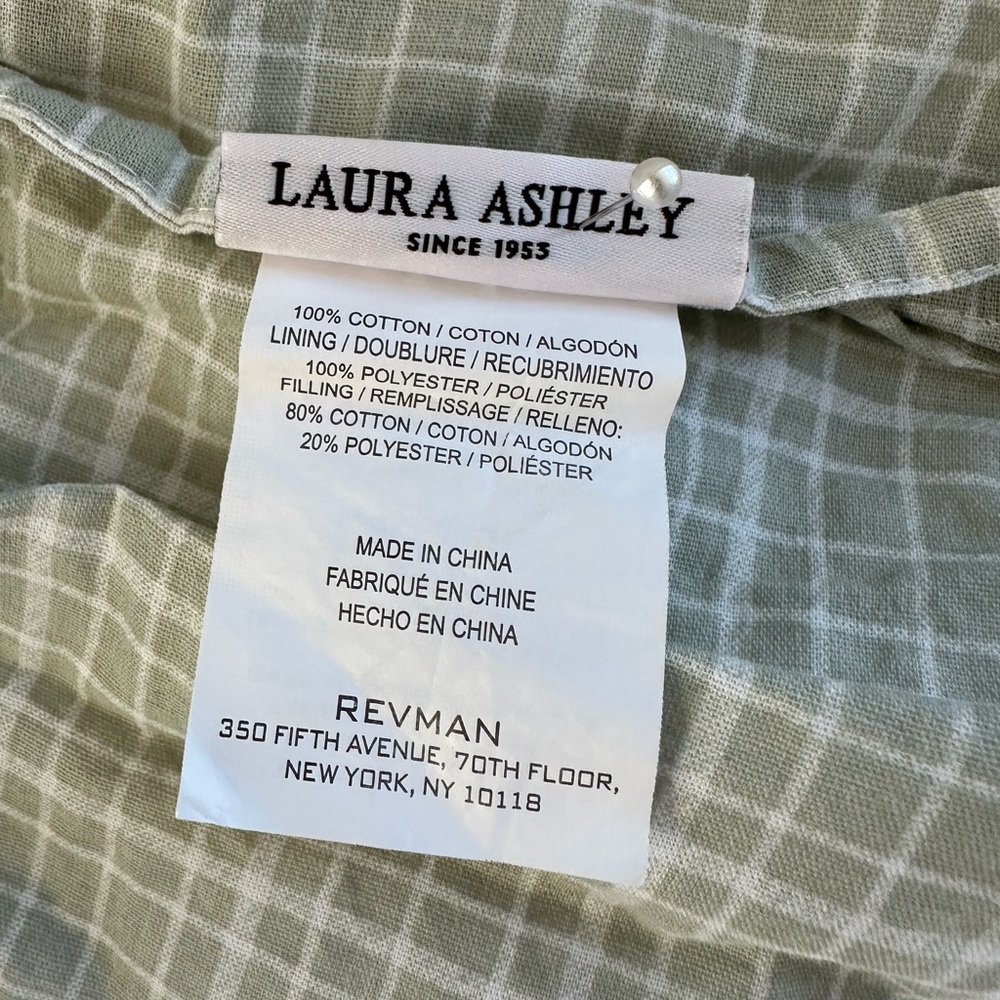 LAURA ASHLEY
SINCE 1953
100% COTTON / COTON / ALGODÓN
LINING / DOUBLURE / RECUBRIMIENTO
100% POLYESTER / POLIÉSTER
FILLING / REMPLISSAGE / RELLENO:
80% COTTON / COTON / ALGODÓN
20% POLYESTER / POLIÉSTER
MADE IN CHINA
FABRIQUÉ EN CHINE
HECHO EN CHINA
REVMAN
350 FIFTH AVENUE, 70TH FLOOR,
NEW YORK, NY 10118